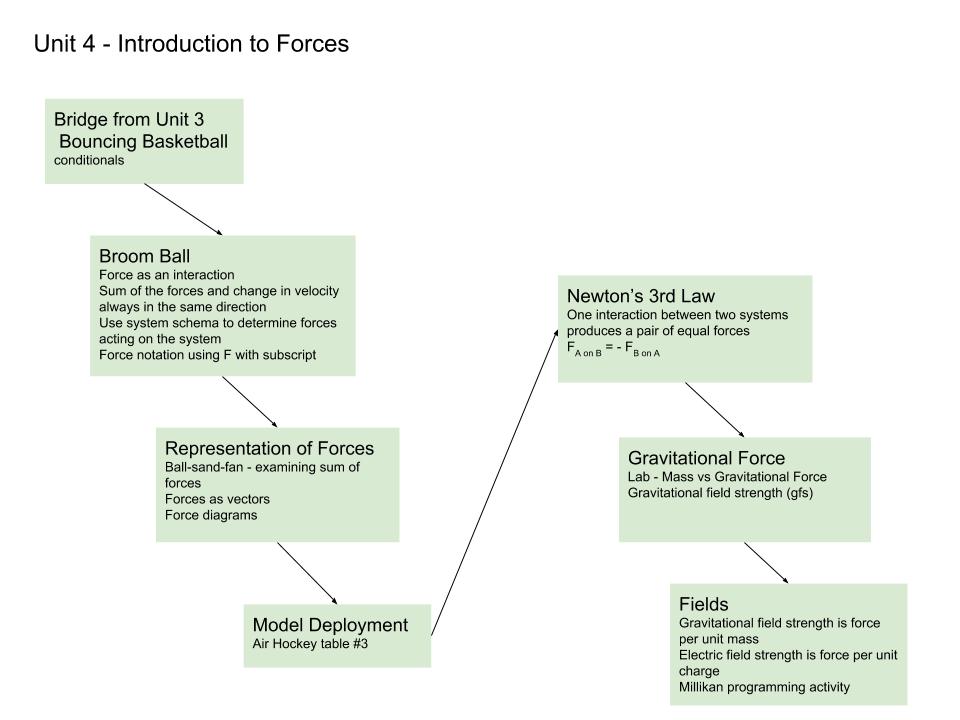 Unit 4 - Introduction to Forces
Bridge from Unit 3
Bouncing Basketball
conditionals
Broom Ball
Force as an interaction
Sum of the forces and change in velocity
always in the same direction
Use system schema to determine forces
acting on the system
Force notation using F with subscript
Representation of Forces
Ball-sand-fan - examining sum of
forces
Forces as vectors
Force diagrams
Model Deployment
Air Hockey table #3
Newton’s 3rd Law
One interaction between two systems
produces a pair of equal forces
F A on B = - F B on A
Gravitational Force
Lab - Mass vs Gravitational Force
Gravitational field strength (gfs)
Fields
Gravitational field strength is force
per unit mass
Electric field strength is force per unit
charge
Millikan programming activity